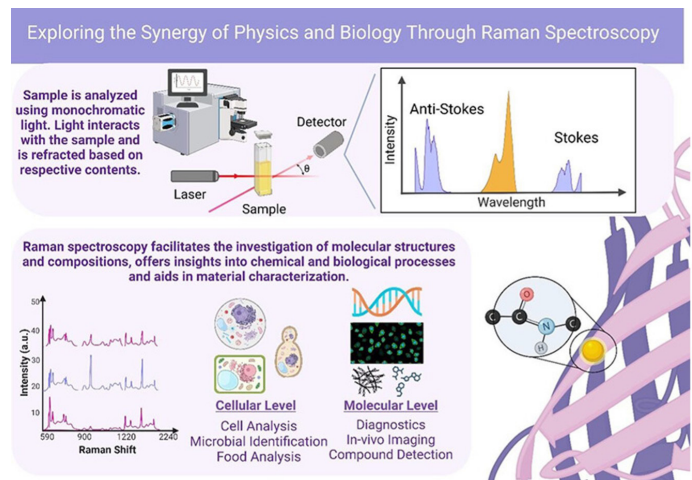 Exploring the Synergy of Physics and Biology Through Raman Spectroscopy
Sample is analyzed
using monochromatic
light. Light interacts
with the sample and
is refracted based on
respective contents.
Detector
θ
Laser
Sample
Intensity
Anti-Stokes
Stokes
Wavelength
Raman spectroscopy facilitates the investigation of molecular structures
and compositions, offers insights into chemical and biological processes
and aids in material characterization.
Intensity (a.u.)
50
40
30
20
10
590 900 1220 2240
Raman Shift
Cellular Level
Cell Analysis
Microbial Identification
Food Analysis
Molecular Level
Diagnostics
In-vivo Imaging
Compound Detection
O
C C N C
H